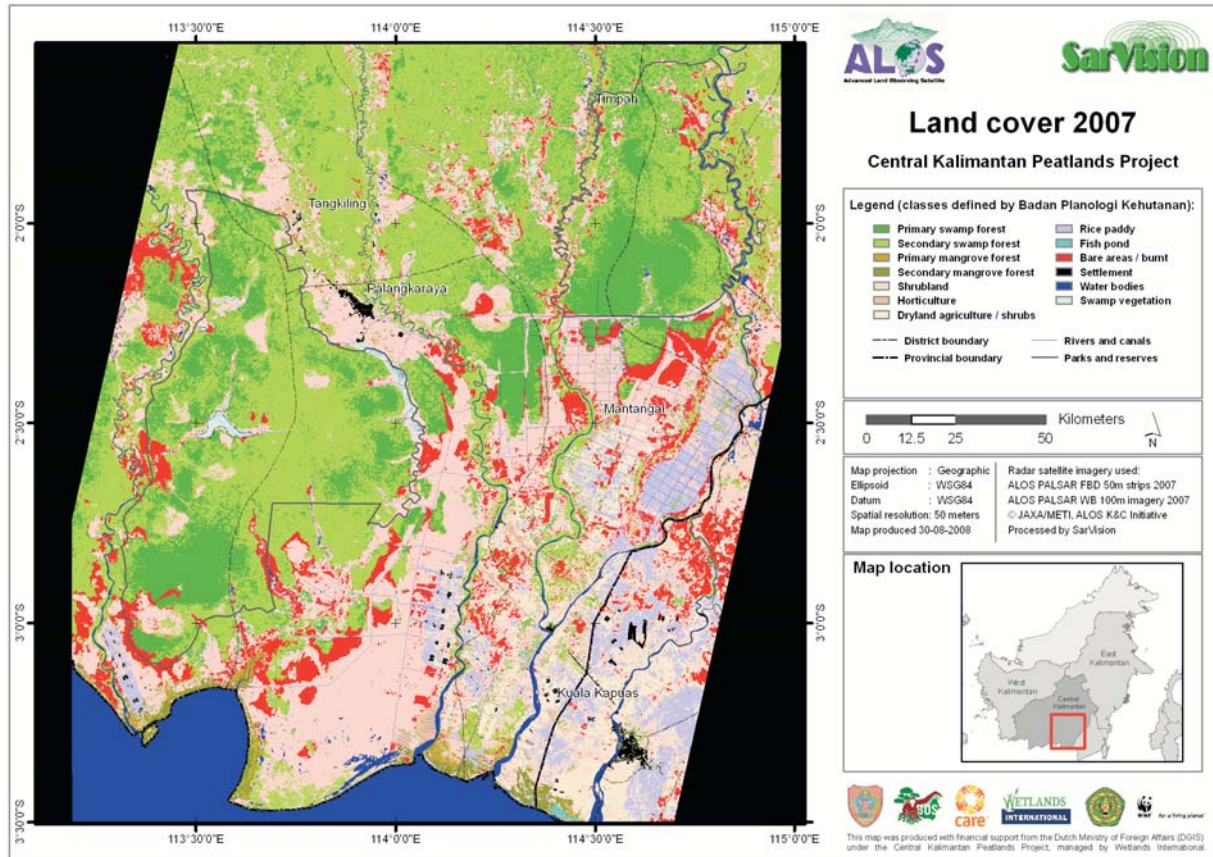 113°30'0"E 114°0'0"E 114°30'0"E 115°0'0"E
2°0'0"S
2°30'0"S
3°0'0"S
3°30'0"S
Timpah
Tangkiling
Palangkaraya
Mantangai
Kuala Kapuas
2°0'0"S
2°30'0"S
3°0'0"S
3°30'0"S
113°30'0"E 114°0'0"E 114°30'0"E 115°0'0"E
ALOS
Advanced Land Observing Satellite
SarVision
Land cover 2007
Central Kalimantan Peatlands Project
Legend (classes defined by Badan Planologi Kehutanan):
Primary swamp forest
Secondary swamp forest
Primary mangrove forest
Secondary mangrove forest
Shrubland
Horticulture
Dryland agriculture / shrubs
Rice paddy
Fish pond
Bare areas / burnt
Settlement
Water bodies
Swamp vegetation
District boundary
Provincial boundary
Rivers and canals
Parks and reserves
Kilometers
0 12.5 25 50
N
Map projection : Geographic
Ellipsoid : WSG84
Datum : WSG84
Spatial resolution: 50 meters
Map produced 30-08-2008
Radar satellite imagery used:
ALOS PALSAR FBD 50m strips 2007
ALOS PALSAR WB 100m imagery 2007
© JAXA/METI, ALOS K&C Initiative
Processed by SarVision
Map location
East
Kalimantan
West
Kalimantan
Central
Kalimantan
BOS
care
WETLANDS
INTERNATIONAL
WWF for a living planet
This map was produced with financial support from the Dutch Ministry of Foreign Affairs (DGIS)
under the Central Kalimantan Peatlands Project, managed by Wetlands International.